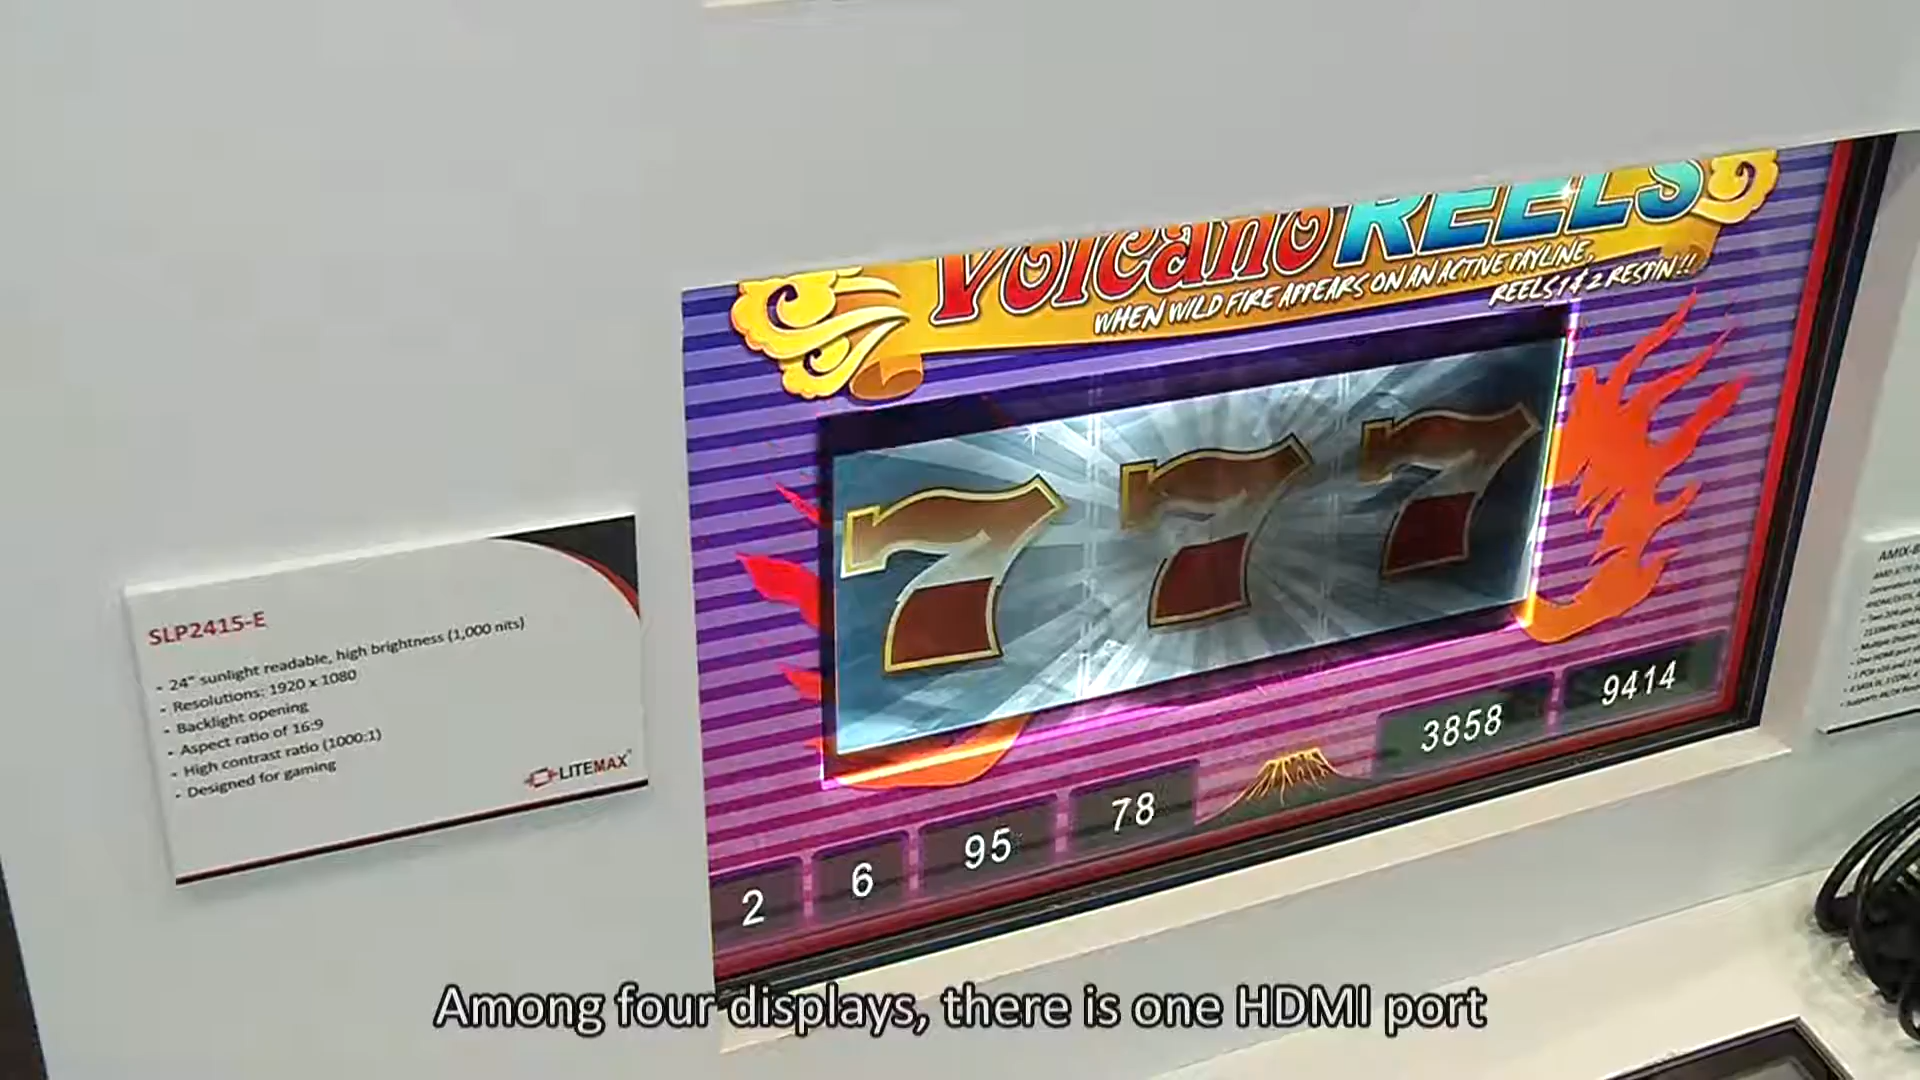 Volcano REELS
WHEN WILD FIRE APPEARS ON AN ACTIVE PAYLINE,
REELS 1 & 2 RESPIN!!
777
SLP2415-E
- 24" sunlight readable, high brightness (1,000 nits)
- Resolutions: 1920 x 1080
- Backlight opening
- Aspect ratio of 16:9
- High contrast ratio (1000:1)
- Designed for gaming
LITEMAX
2 6 95 78 3858 9414
AMIX-B
Among four displays, there is one HDMI port